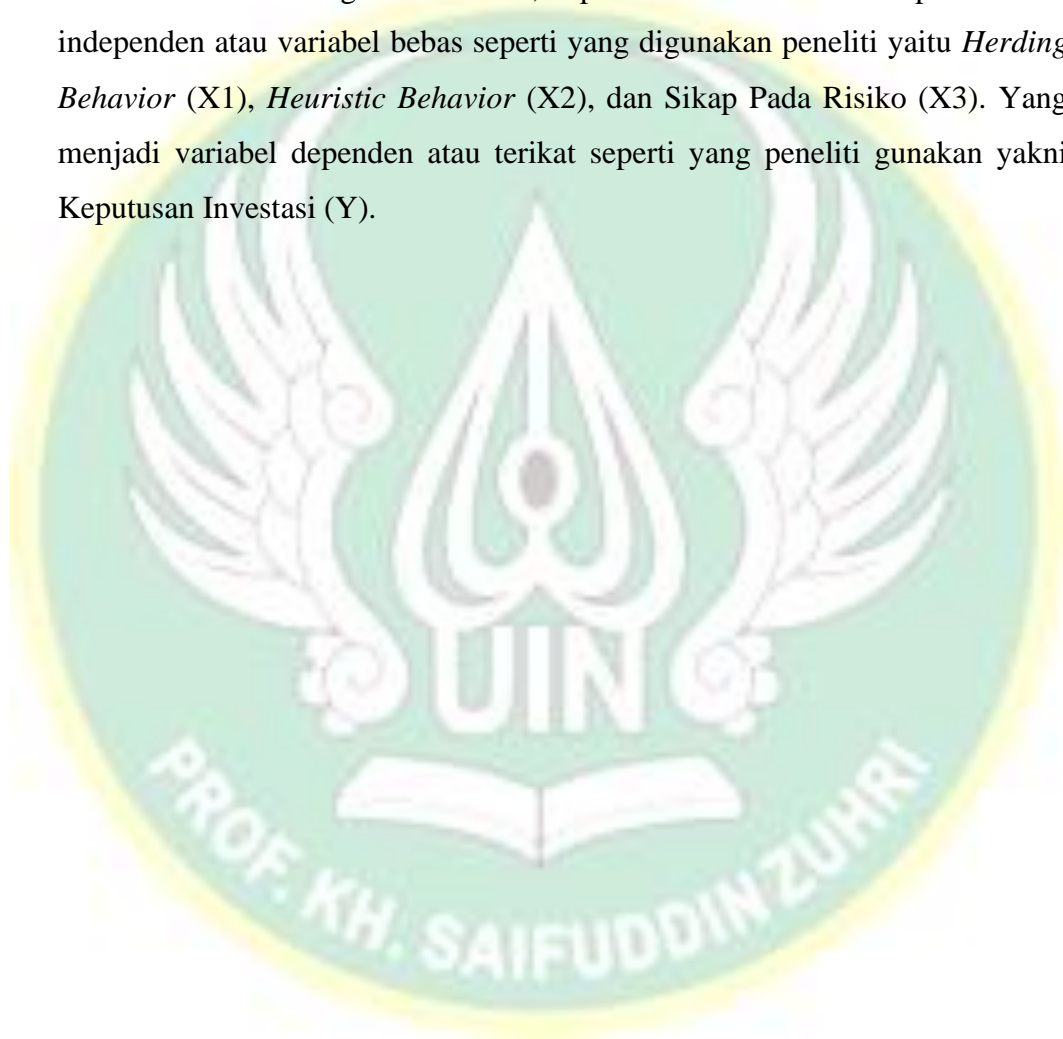 independen atau variabel bebas seperti yang digunakan peneliti yaitu Herding
Behavior (X1), Heuristic Behavior (X2), dan Sikap Pada Risiko (X3). Yang
menjadi variabel dependen atau terikat seperti yang peneliti gunakan yakni
Keputusan Investasi (Y).
UIN
PROF. KH. SAIFUDDIN ZUHRI